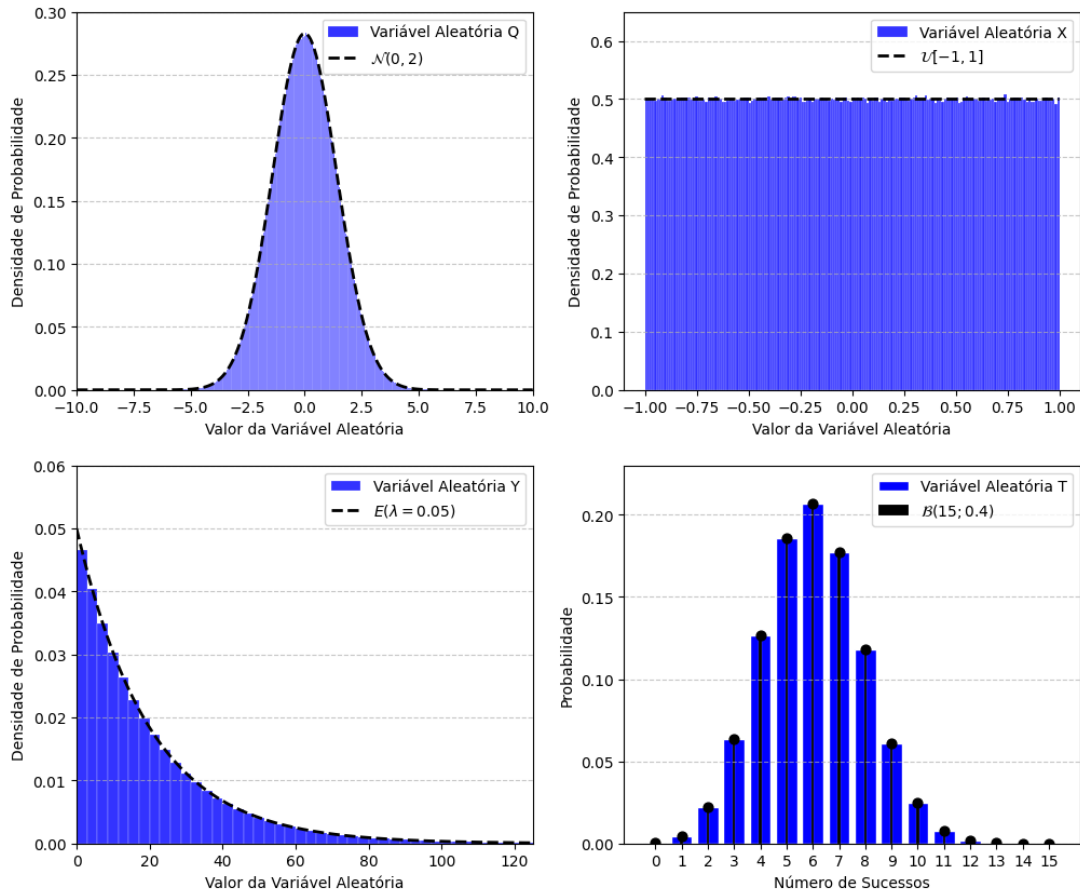 0.30
0.25
0.20
0.15
0.10
0.05
0.00
Densidade de Probabilidade
Variável Aleatória Q
𝒩(0, 2)
−10.0 −7.5 −5.0 −2.5 0.0 2.5 5.0 7.5 10.0
Valor da Variável Aleatória
0.6
0.5
0.4
0.3
0.2
0.1
0.0
Densidade de Probabilidade
Variável Aleatória X
𝒰[−1, 1]
−1.00 −0.75 −0.50 −0.25 0.00 0.25 0.50 0.75 1.00
Valor da Variável Aleatória
0.06
0.05
0.04
0.03
0.02
0.01
0.00
Densidade de Probabilidade
Variável Aleatória Y
E(λ = 0.05)
0 20 40 60 80 100 120
Valor da Variável Aleatória
0.20
0.15
0.10
0.05
0.00
Probabilidade
Variável Aleatória T
ℬ(15; 0.4)
0 1 2 3 4 5 6 7 8 9 10 11 12 13 14 15
Número de Sucessos